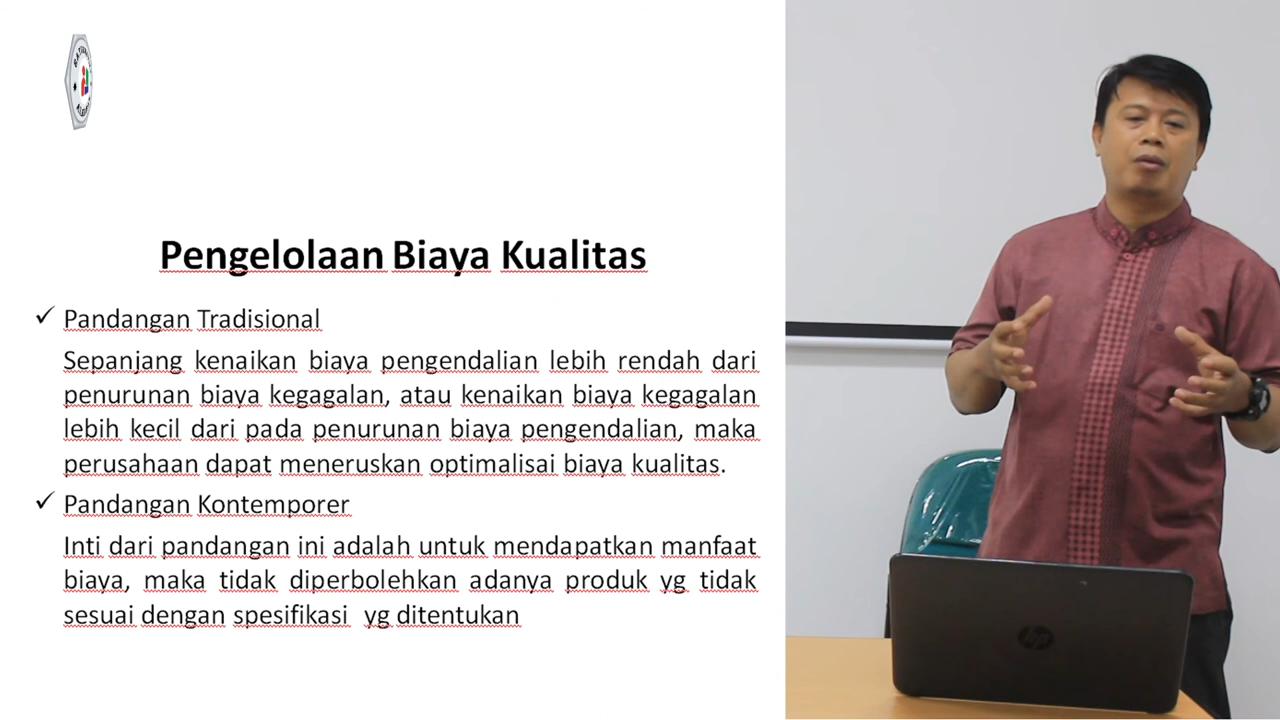 Pengelolaan Biaya Kualitas
✓ Pandangan Tradisional
Sepanjang kenaikan biaya pengendalian lebih rendah dari
penurunan biaya kegagalan, atau kenaikan biaya kegagalan
lebih kecil dari pada penurunan biaya pengendalian, maka
perusahaan dapat meneruskan optimalisai biaya kualitas.
✓ Pandangan Kontemporer
Inti dari pandangan ini adalah untuk mendapatkan manfaat
biaya, maka tidak diperbolehkan adanya produk yg tidak
sesuai dengan spesifikasi yg ditentukan
hp